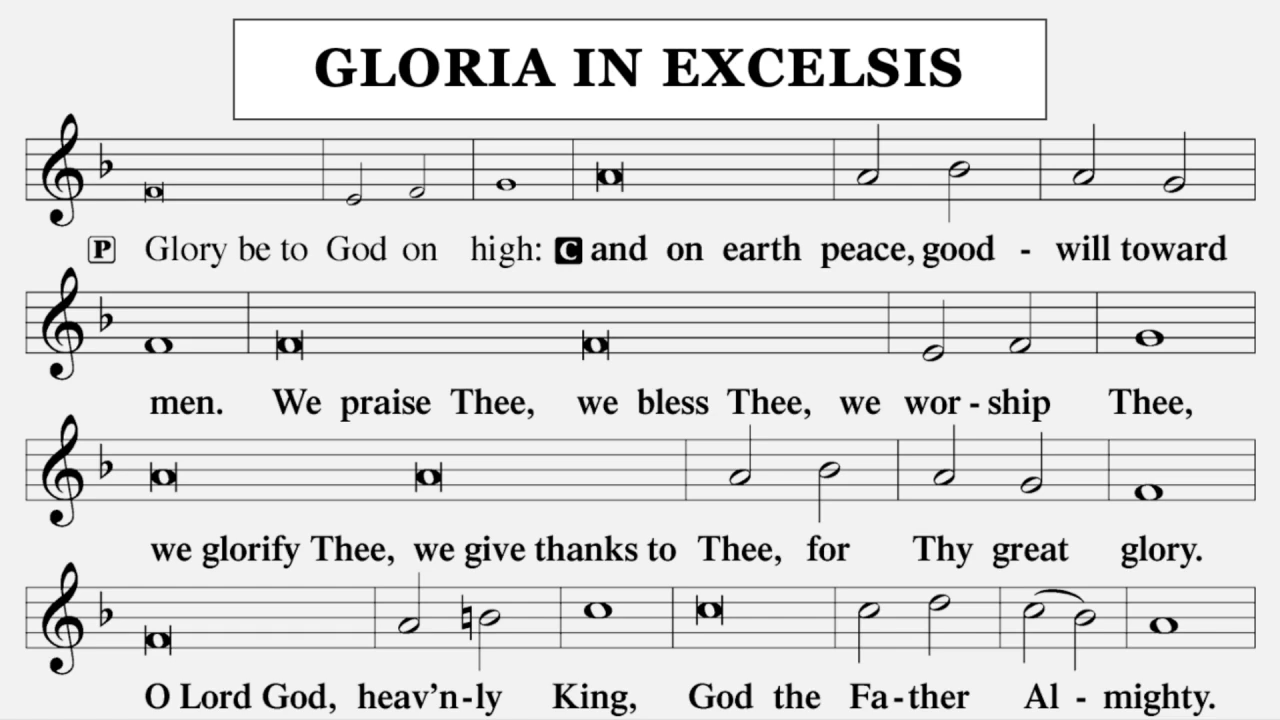 GLORIA IN EXCELSIS
P Glory be to God on high: C and on earth peace, good - will toward
men. We praise Thee, we bless Thee, we wor - ship Thee,
we glorify Thee, we give thanks to Thee, for Thy great glory.
O Lord God, heav’n - ly King, God the Fa - ther Al - mighty.